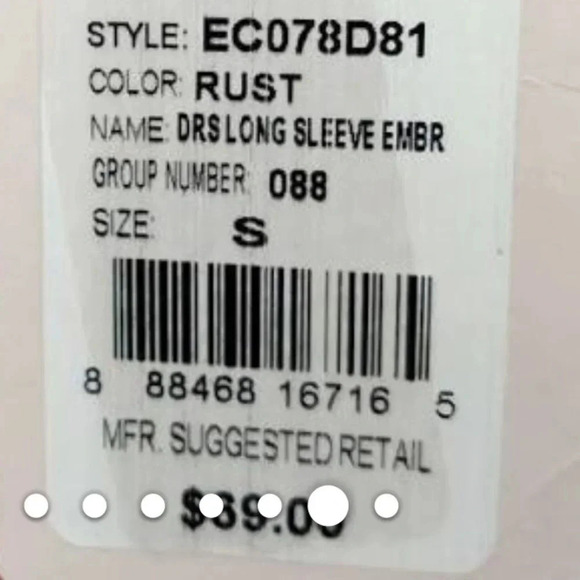 STYLE: EC078D81
COLOR: RUST
NAME: DRS LONG SLEEVE EMBR
GROUP NUMBER: 088
SIZE: S
8 88468 16716 5
MFR. SUGGESTED RETAIL